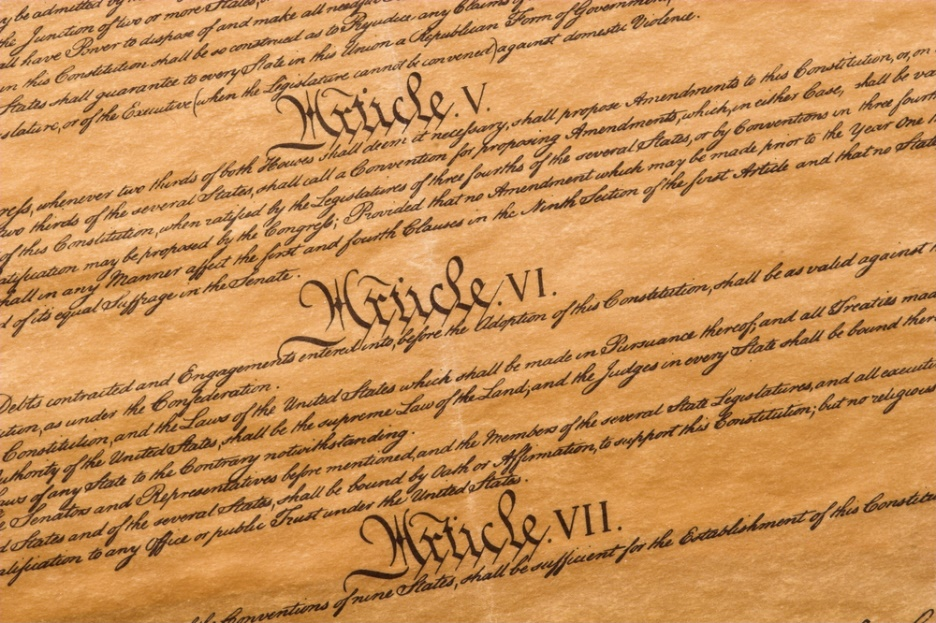 y be admitted by
the Junction of two or more States,
all have Power to dispose of and make all needful
in this Constitution shall be so construed as to Prejudice any Claims of
States shall guarantee to every State in this Union a Republican Form of Government,
slature, or of the Executive (when the Legislature cannot be convened) against domestic Violence.
Article. V.
ress, whenever two thirds of both Houses shall deem it necessary, shall propose Amendments to this Constitution, or, on
two thirds of the several States, shall call a Convention for proposing Amendments, which, in either Case, shall be va
of this Constitution, when ratified by the Legislatures of three fourths of the several States, or by Conventions in three fourth
atification may be proposed by the Congress; Provided that no Amendment which may be made prior to the Year One
hall in any Manner affect the first and fourth Clauses in the Ninth Section of the first Article and that no State
d of its equal Suffrage in the Senate.
Article. VI.
Debts contracted and Engagements entered into, before the Adoption of this Constitution, shall be as valid against
ution, as under the Confederation.
Constitution, and the Laws of the United States which shall be made in Pursuance thereof; and all Treaties mad
uthority of the United States, shall be the supreme Law of the Land; and the Judges in every State shall be bound there
aws of any State to the Contrary notwithstanding.
e Senators and Representatives before mentioned, and the Members of the several State Legislatures, and all executi
d States and of the several States, shall be bound by Oath or Affirmation, to support this Constitution; but no religious
alification to any Office or public Trust under the United States.
Article. VII.
Conventions of nine States, shall be sufficient for the Establishment of this Constitu